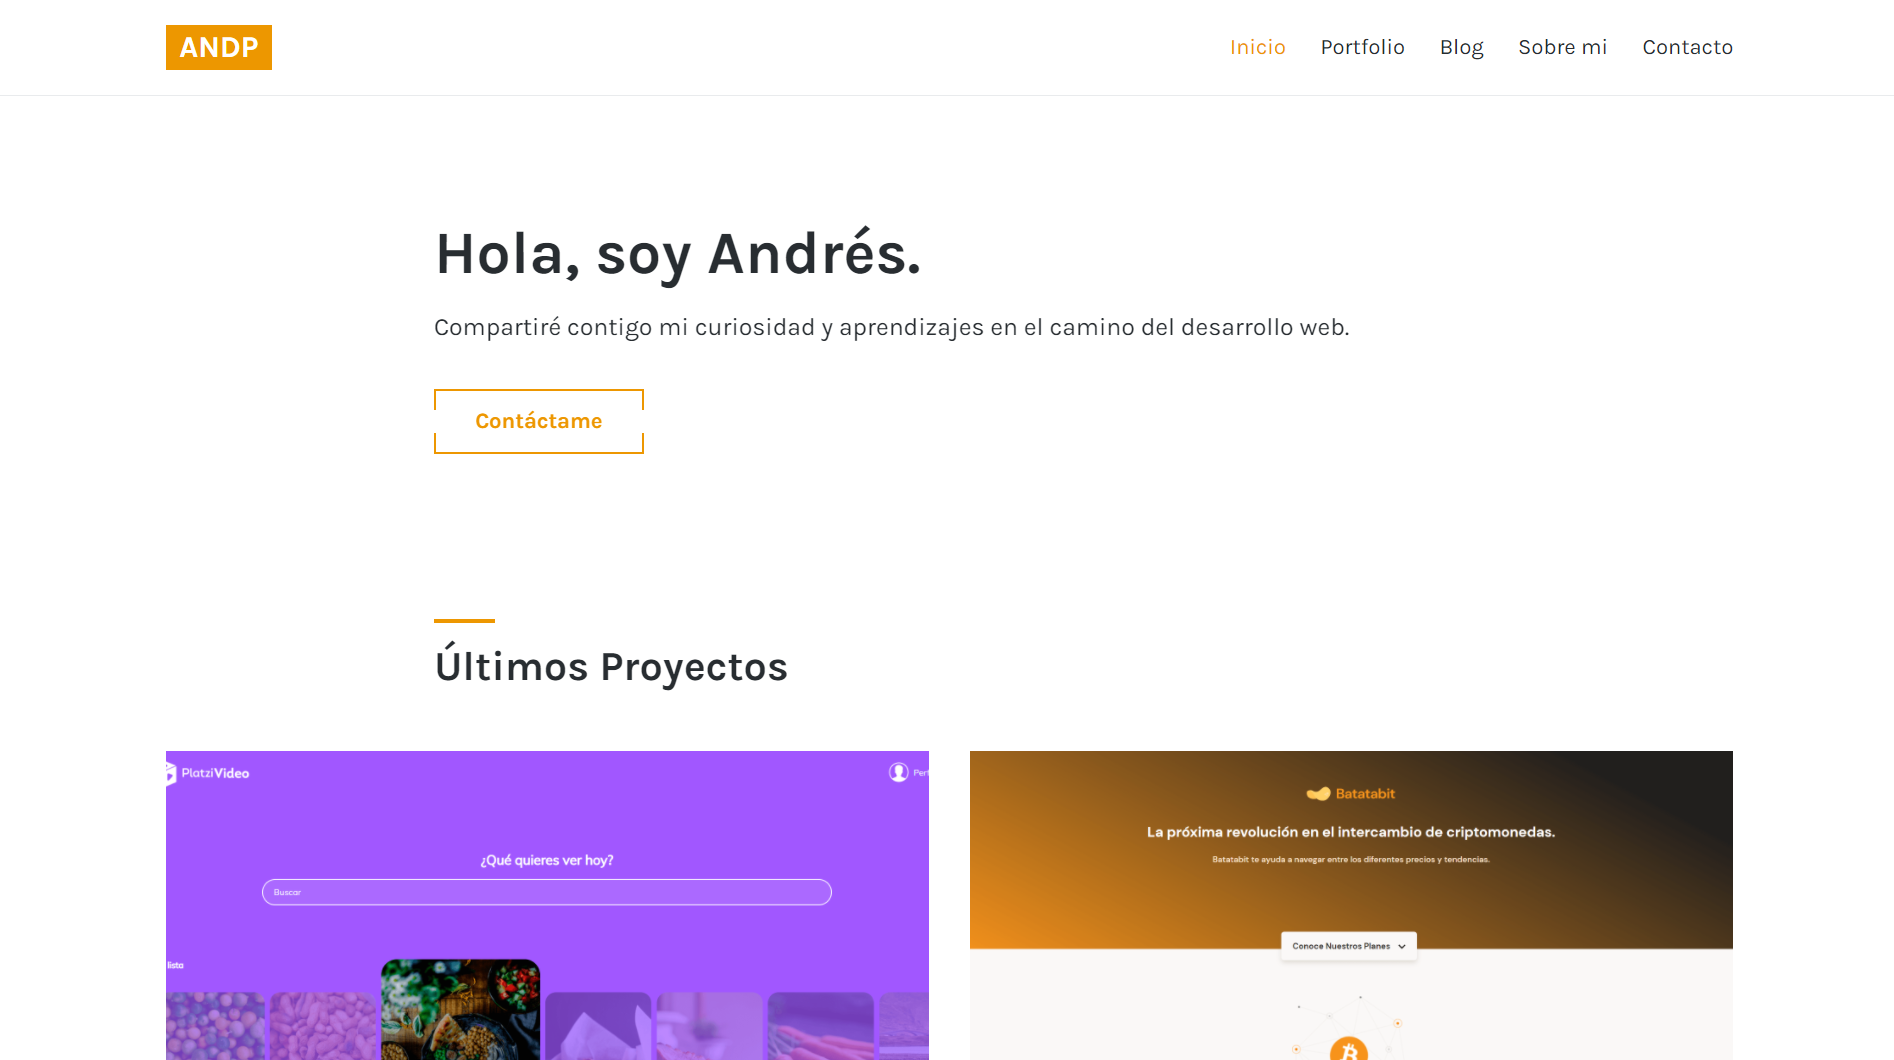 ANDP
Inicio Portfolio Blog Sobre mi Contacto
Hola, soy Andrés.
Compartiré contigo mi curiosidad y aprendizajes en el camino del desarrollo web.
Contáctame
Últimos Proyectos
PlatziVideo
Perf
¿Qué quieres ver hoy?
Buscar
lista
Batatabit
La próxima revolución en el intercambio de criptomonedas.
Batatabit te ayuda a navegar entre los diferentes precios y tendencias.
Conoce Nuestros Planes